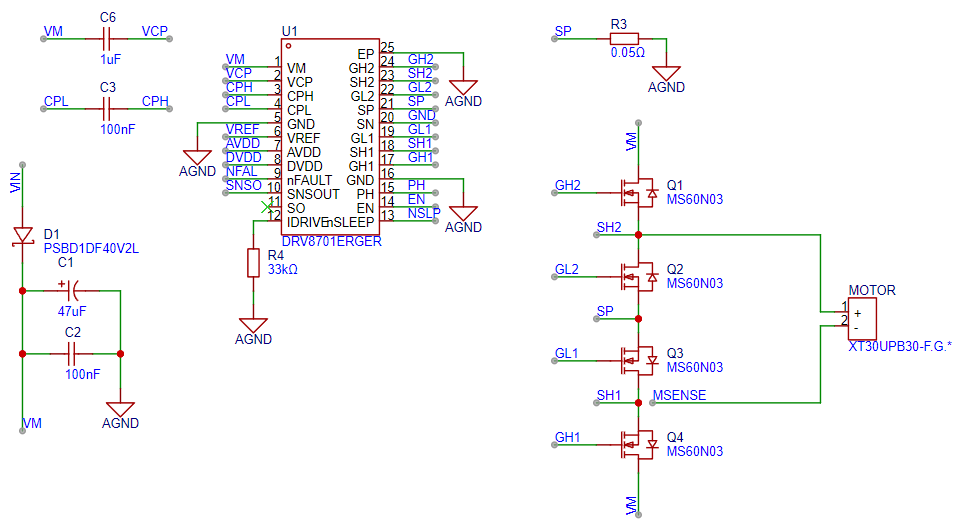 VM
C6
VCP
1uF
CPL
C3
CPH
100nF
VIN
D1
PSBD1DF40V2L
C1
+
47uF
C2
100nF
VM
AGND
U1
VM 1 VM
VCP 2 VCP
CPH 3 CPH
CPL 4 CPL
5 GND
VREF 6 VREF
AVDD 7 AVDD
DVDD 8 DVDD
NFAL 9 nFAULT
SNSO 10 SNSOUT
11 SO
12 IDRIVE
EP 25
GH2 24 GH2
SH2 23 SH2
GL2 22 GL2
SP 21 SP
SN 20 GND
GL1 19 GL1
SH1 18 SH1
GH1 17 GH1
GND 16
PH 15 PH
EN 14 EN
nSLEEP 13 NSLP
DRV8701ERGER
AGND
AGND
AGND
R4
33kΩ
AGND
SP
R3
0.05Ω
AGND
VM
GH2
Q1
MS60N03
SH2
GL2
Q2
MS60N03
SP
GL1
Q3
MS60N03
SH1
MSENSE
GH1
Q4
MS60N03
VM
MOTOR
1 +
2 -
XT30UPB30-F.G.*